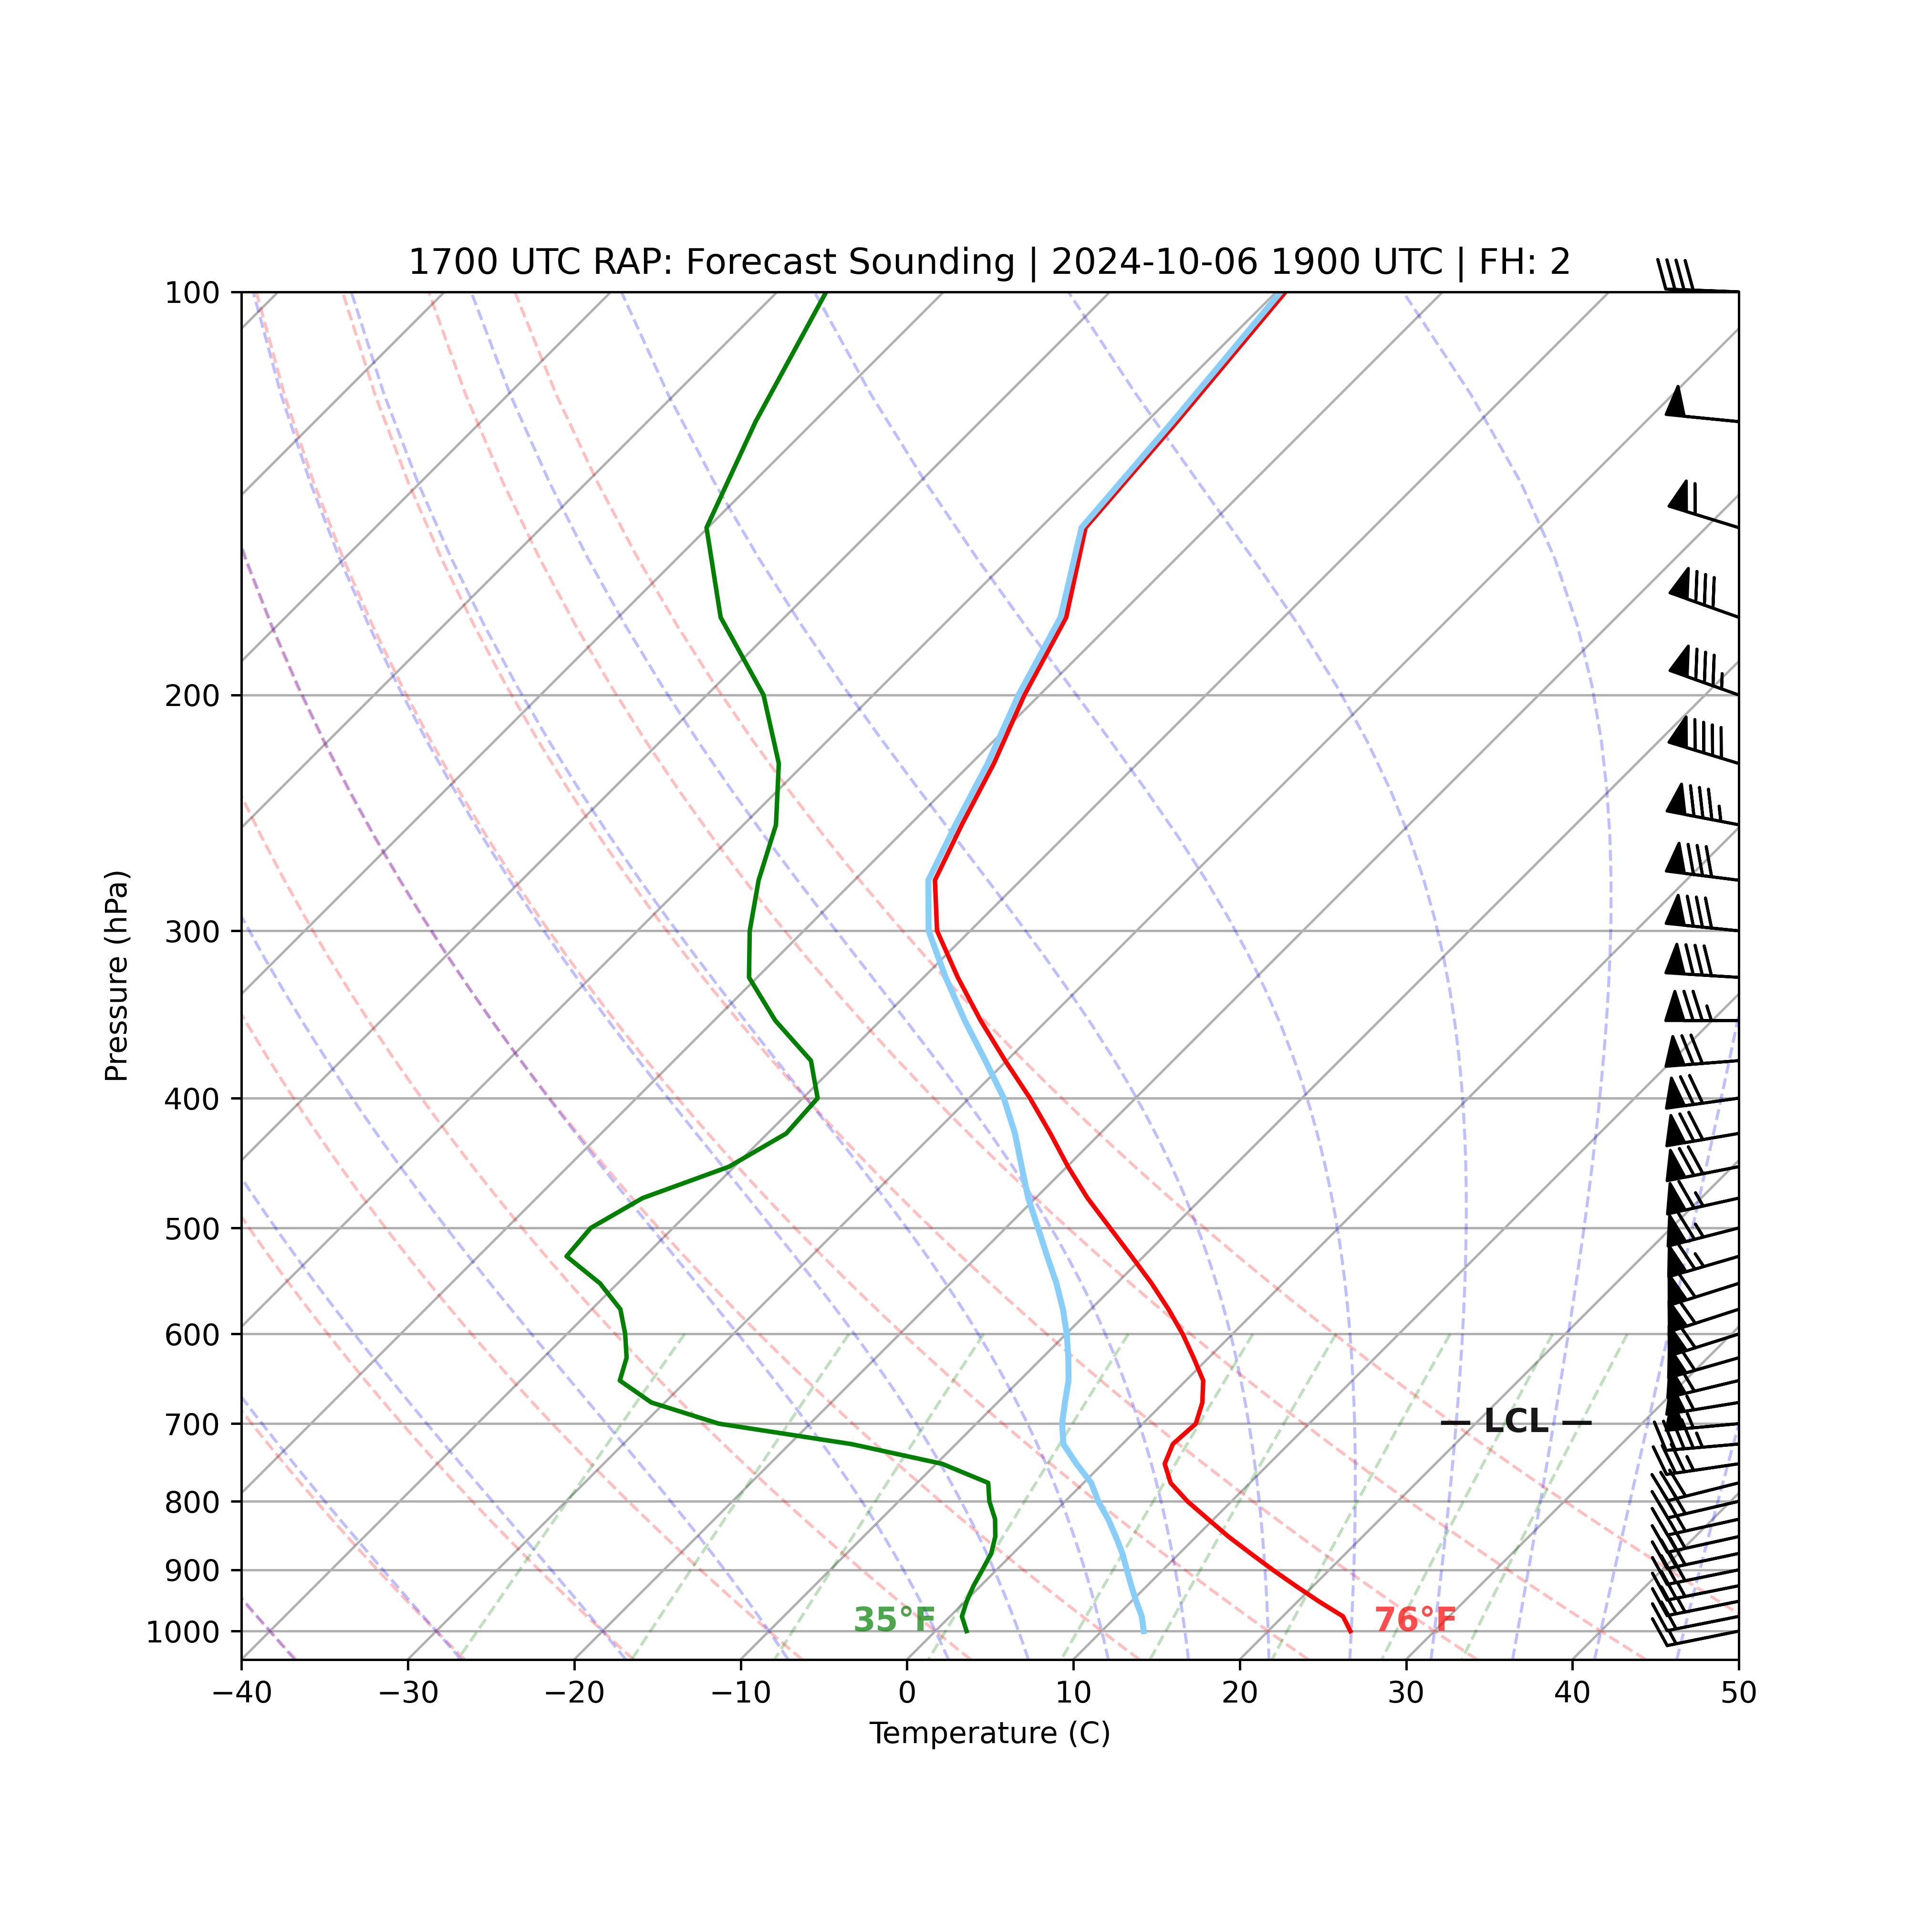 1700 UTC RAP: Forecast Sounding | 2024-10-06 1900 UTC | FH: 2
100
200
300
400
500
600
700
800
900
1000
Pressure (hPa)
— LCL —
35°F
76°F
−40 −30 −20 −10 0 10 20 30 40 50
Temperature (C)